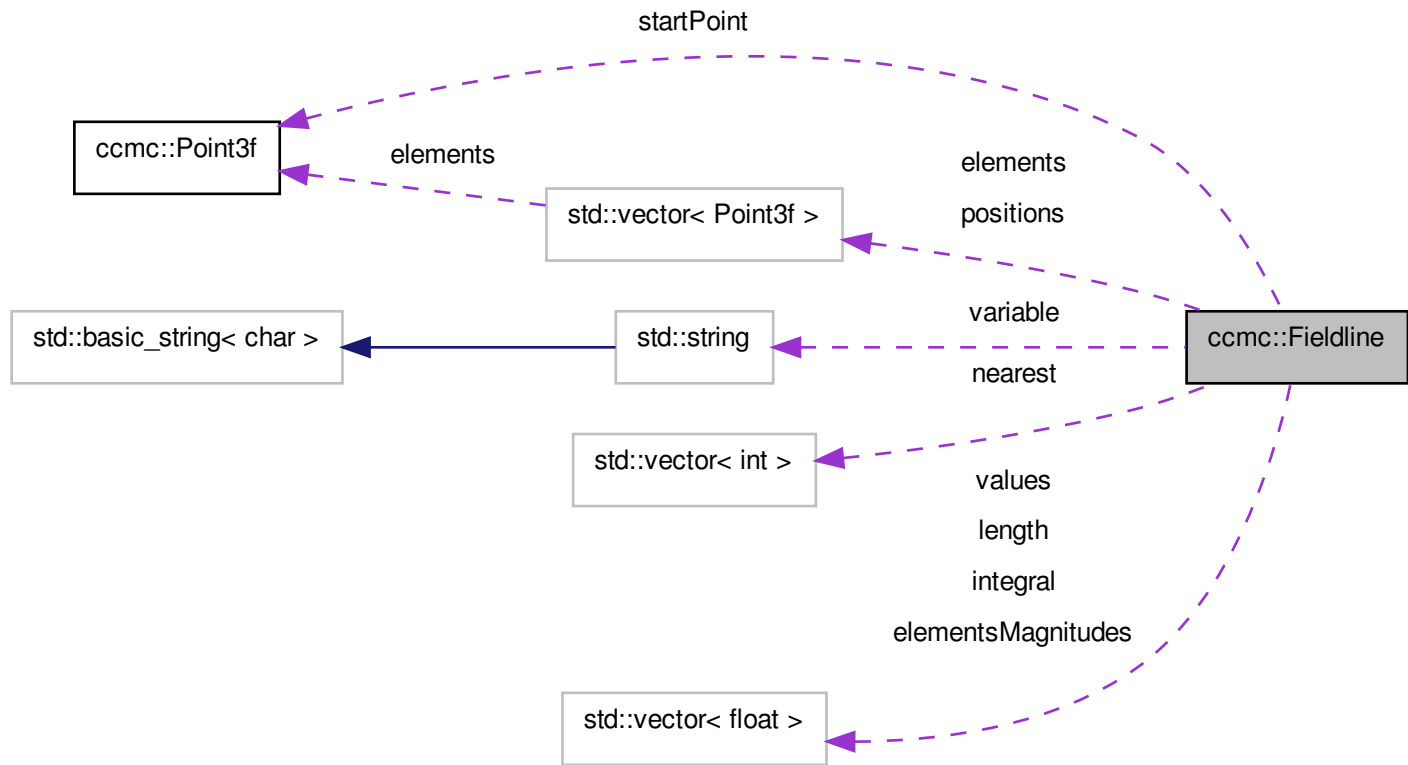 startPoint
ccmc::Point3f
elements
elements
positions
std::vector< Point3f >
variable
std::basic_string< char >
std::string
ccmc::Fieldline
nearest
std::vector< int >
values
length
integral
elementsMagnitudes
std::vector< float >